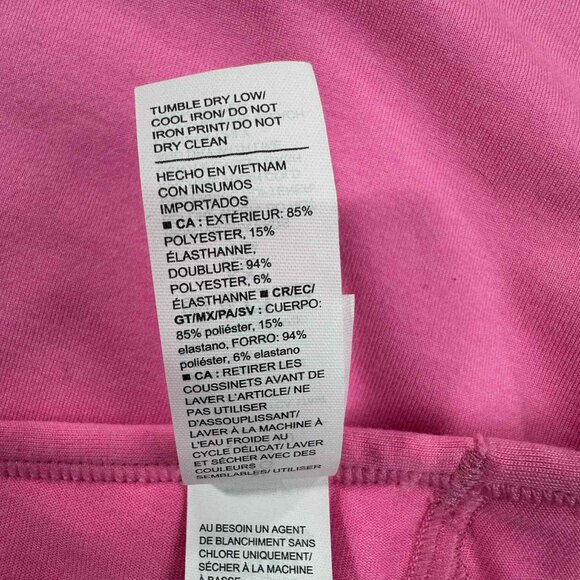 TUMBLE DRY LOW/
COOL IRON/ DO NOT
IRON PRINT/ DO NOT
DRY CLEAN
HECHO EN VIETNAM
CON INSUMOS
IMPORTADOS
■ CA : EXTÉRIEUR: 85%
POLYESTER, 15%
ÉLASTHANNE,
DOUBLURE: 94%
POLYESTER, 6%
ÉLASTHANNE ■ CR/EC/
GT/MX/PA/SV : CUERPO:
85% poliéster, 15%
elastano, FORRO: 94%
poliéster, 6% elastano
■ CA : RETIRER LES
COUSSINETS AVANT DE
LAVER L'ARTICLE/ NE
PAS UTILISER
D'ASSOUPLISSANT/
LAVER À LA MACHINE À
L'EAU FROIDE AU
CYCLE DÉLICAT/ LAVER
ET SÉCHER AVEC DES
COULEURS
SEMBLABLES/ UTILISER
AU BESOIN UN AGENT
DE BLANCHIMENT SANS
CHLORE UNIQUEMENT/
SÉCHER À LA MACHINE
À BASSE